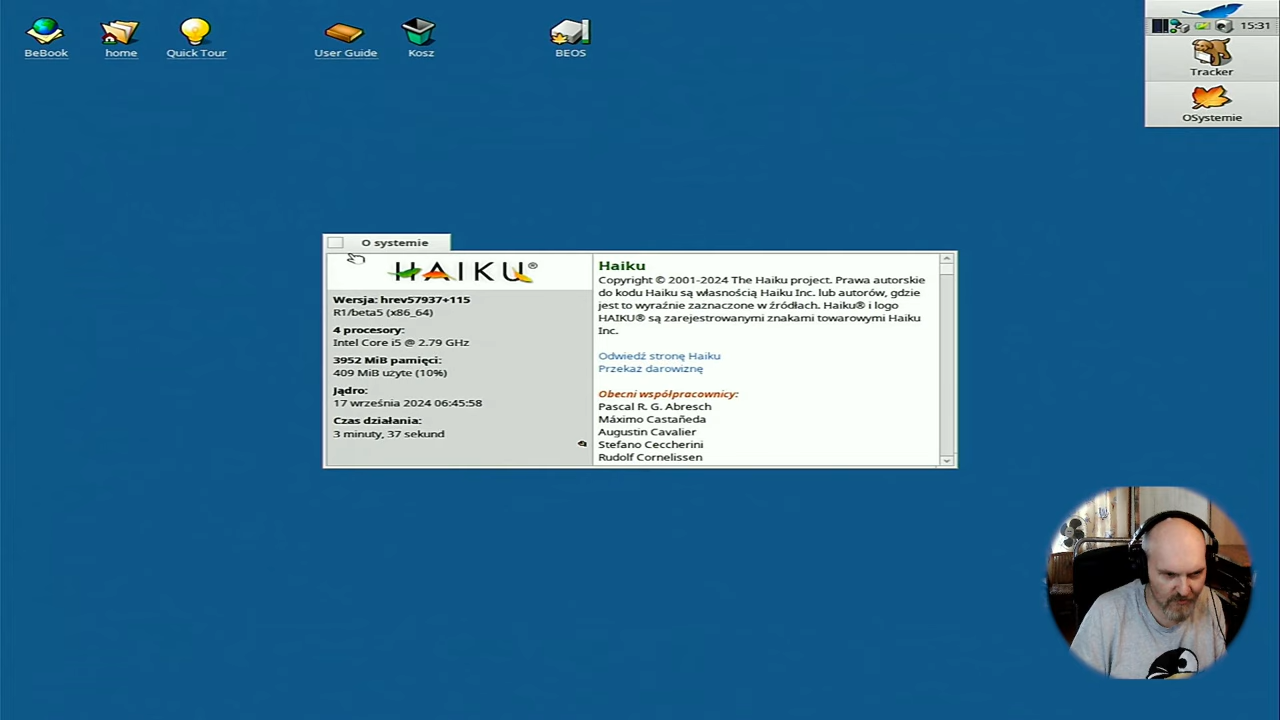 BeBook
home
Quick Tour
User Guide
Kosz
BEOS
15:31
Tracker
OSystemie
O systemie
HAIKU®
Wersja: hrev57937+115
R1/beta5 (x86_64)
4 procesory:
Intel Core i5 @ 2.79 GHz
3952 MiB pamięci:
409 MiB użyte (10%)
Jądro:
17 września 2024 06:45:58
Czas działania:
3 minuty, 37 sekund
Haiku
Copyright © 2001-2024 The Haiku project. Prawa autorskie
do kodu Haiku są własnością Haiku Inc. lub autorów, gdzie
jest to wyraźnie zaznaczone w źródłach. Haiku® i logo
HAIKU® są zarejestrowanymi znakami towarowymi Haiku
Inc.
Odwiedź stronę Haiku
Przekaż darowiznę
Obecni współpracownicy:
Pascal R. G. Abresch
Máximo Castañeda
Augustin Cavalier
Stefano Ceccherini
Rudolf Cornelissen